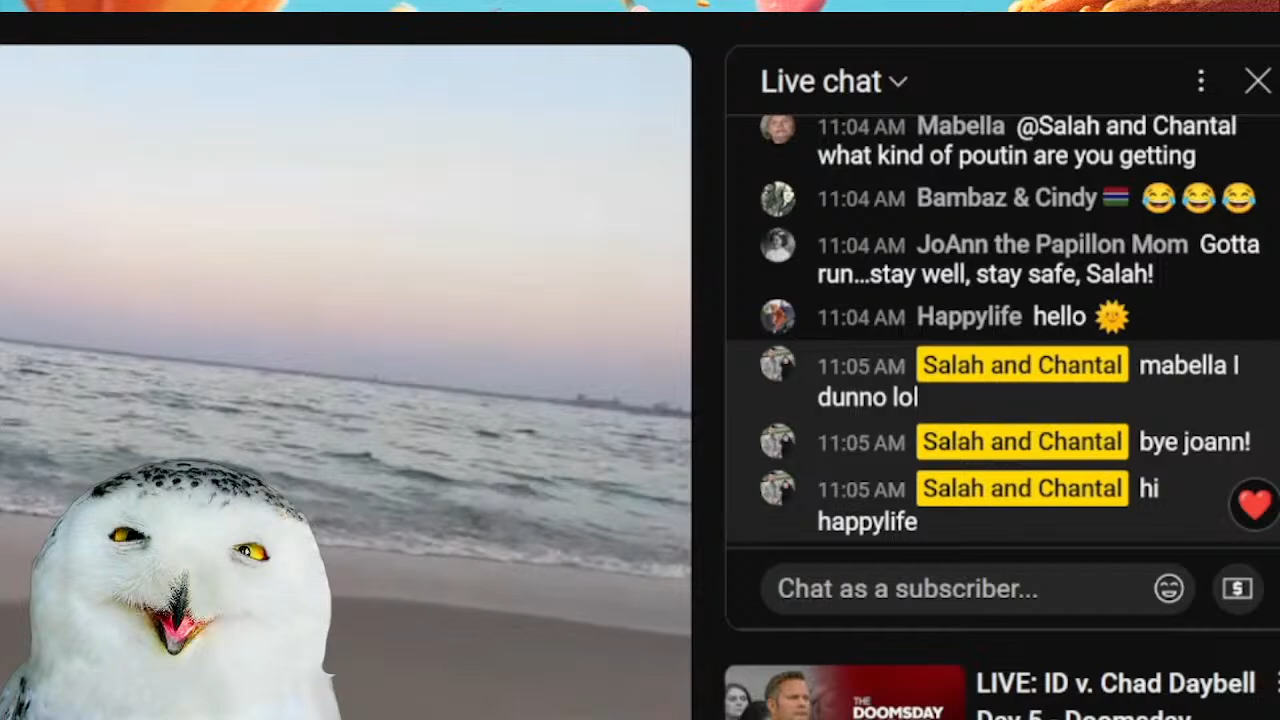 Live chat
11:04 AM Mabella @Salah and Chantal
what kind of poutin are you getting
11:04 AM Bambaz & Cindy 😂😂😂
11:04 AM JoAnn the Papillon Mom Gotta
run...stay well, stay safe, Salah!
11:04 AM Happylife hello 🌞
11:05 AM Salah and Chantal mabella I
dunno lol
11:05 AM Salah and Chantal bye joann!
11:05 AM Salah and Chantal hi
happylife
Chat as a subscriber...
THE
DOOMSDAY
LIVE: ID v. Chad Daybell
Day 5 - Doomsday